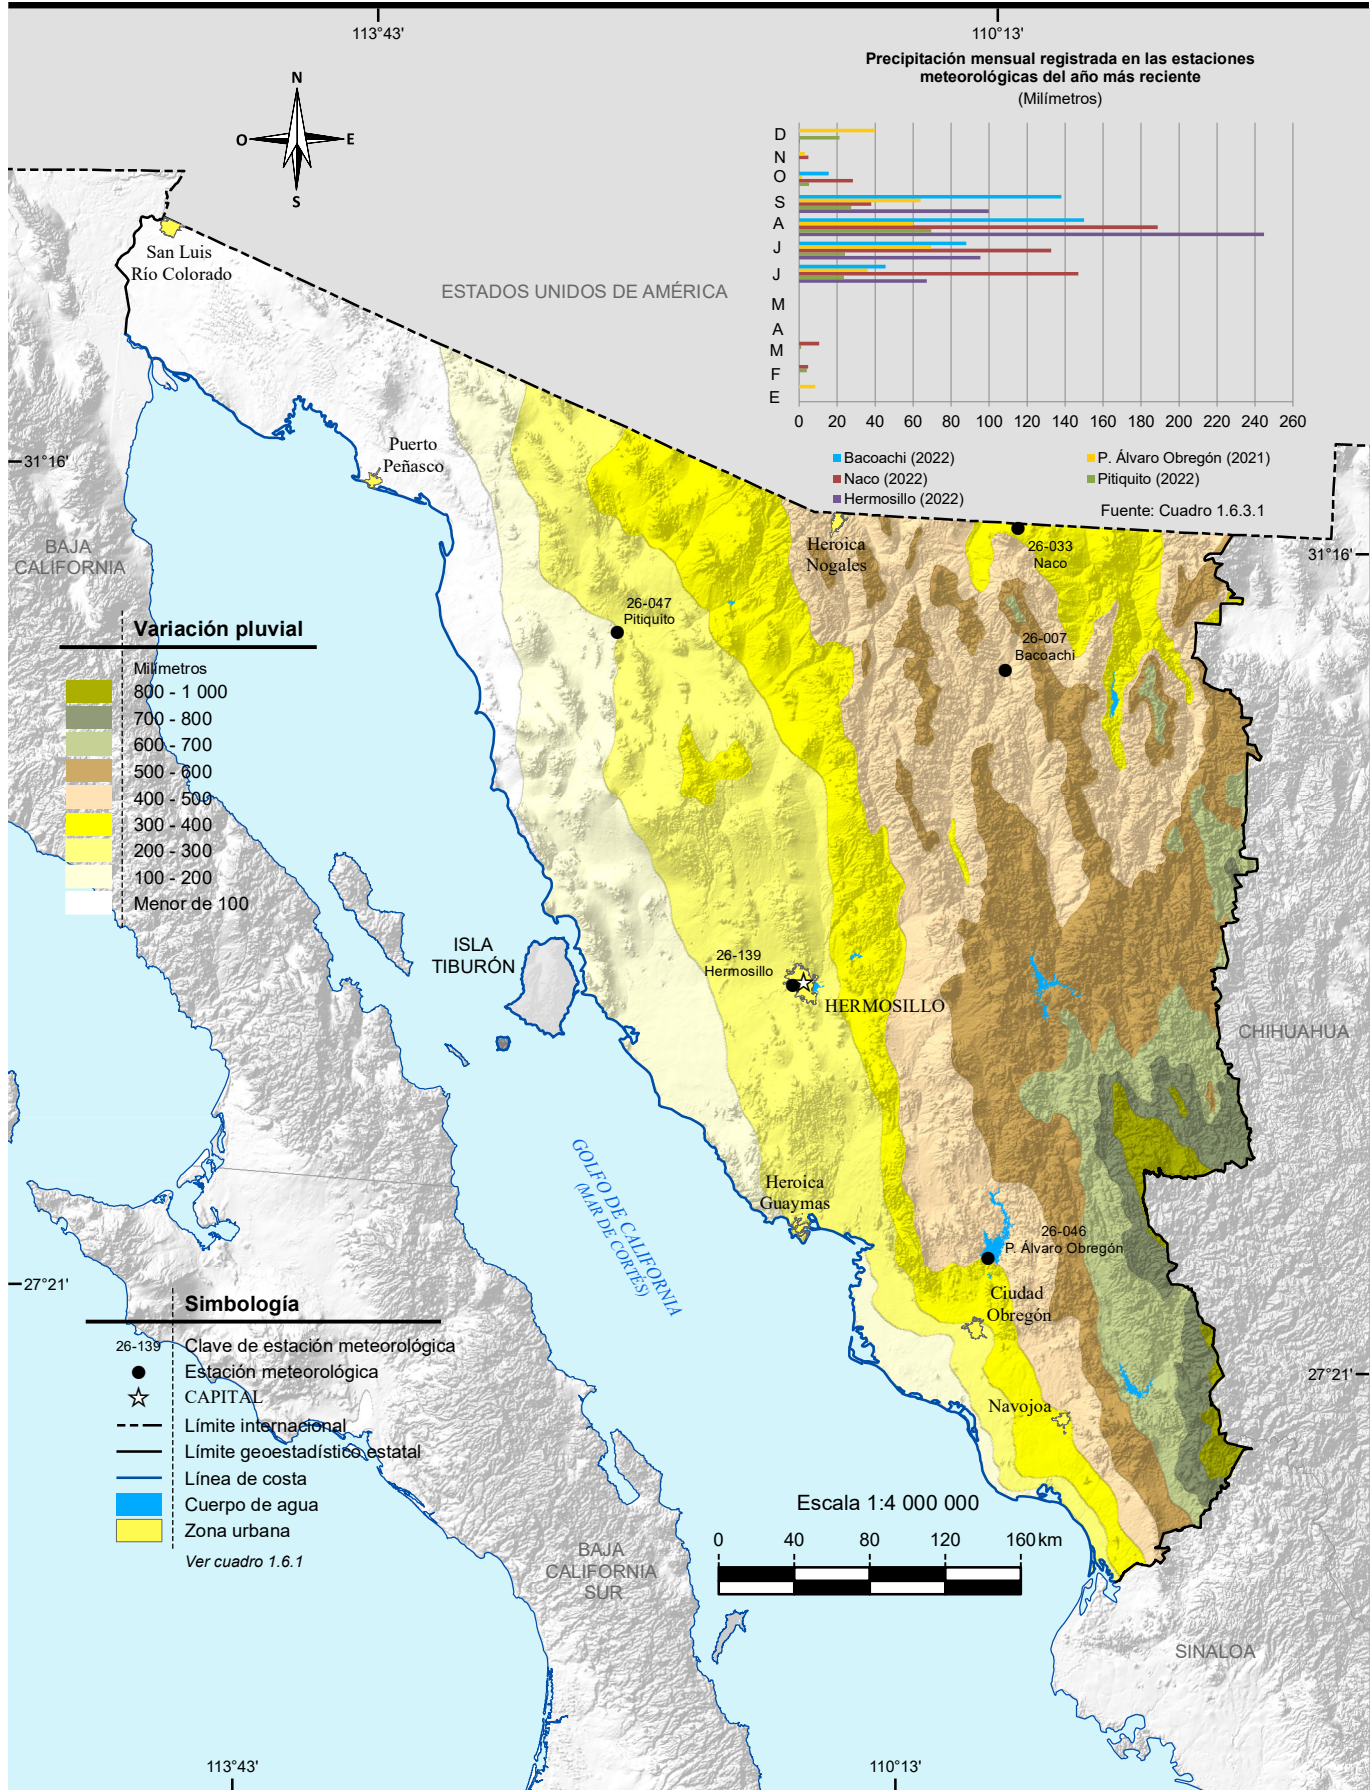 113°43'
110°13'
Precipitación mensual registrada en las estaciones
meteorológicas del año más reciente
(Milímetros)
D
N
O
S
A
J
J
M
A
M
F
E
0 20 40 60 80 100 120 140 160 180 200 220 240 260
Bacoachi (2022)
P. Álvaro Obregón (2021)
Naco (2022)
Pitiquito (2022)
Hermosillo (2022)
Fuente: Cuadro 1.6.3.1
N
O
E
S
San Luis
Río Colorado
ESTADOS UNIDOS DE AMÉRICA
Puerto
Peñasco
31°16'
31°16'
BAJA
CALIFORNIA
Heroica
Nogales
26-033
Naco
26-047
Pitiquito
26-007
Bacoachi
Variación pluvial
Milímetros
800 - 1 000
700 - 800
600 - 700
500 - 600
400 - 500
300 - 400
200 - 300
100 - 200
Menor de 100
ISLA
TIBURÓN
26-139
Hermosillo
HERMOSILLO
CHIHUAHUA
GOLFO DE CALIFORNIA
(MAR DE CORTÉS)
Heroica
Guaymas
26-046
P. Álvaro Obregón
Ciudad
Obregón
Navojoa
27°21'
27°21'
Simbología
26-139 Clave de estación meteorológica
Estación meteorológica
CAPITAL
Límite internacional
Límite geoestadístico estatal
Línea de costa
Cuerpo de agua
Zona urbana
Ver cuadro 1.6.1
Escala 1:4 000 000
0 40 80 120 160 km
BAJA
CALIFORNIA
SUR
SINALOA
113°43'
110°13'